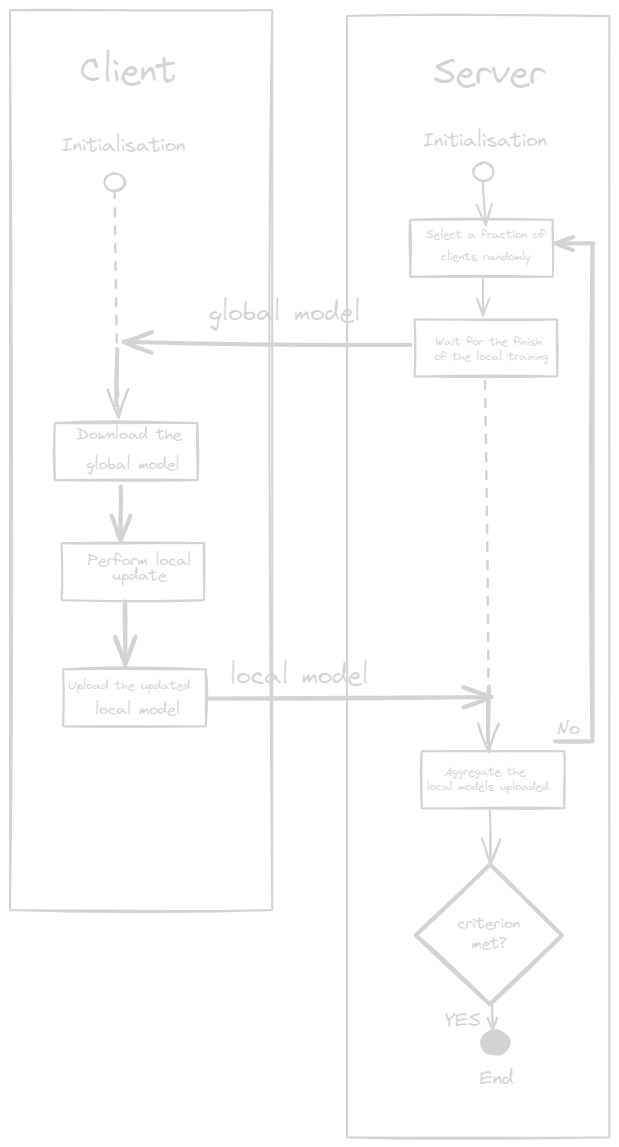 Client
Initialisation
global model
Download the
global model
Perform local
update
Upload the updated
local model
local model
Server
Initialisation
Select a fraction of
clients randomly
Wait for the finish
of the local training
No
Aggregate the
local models uploaded
criterion
met?
YES
End